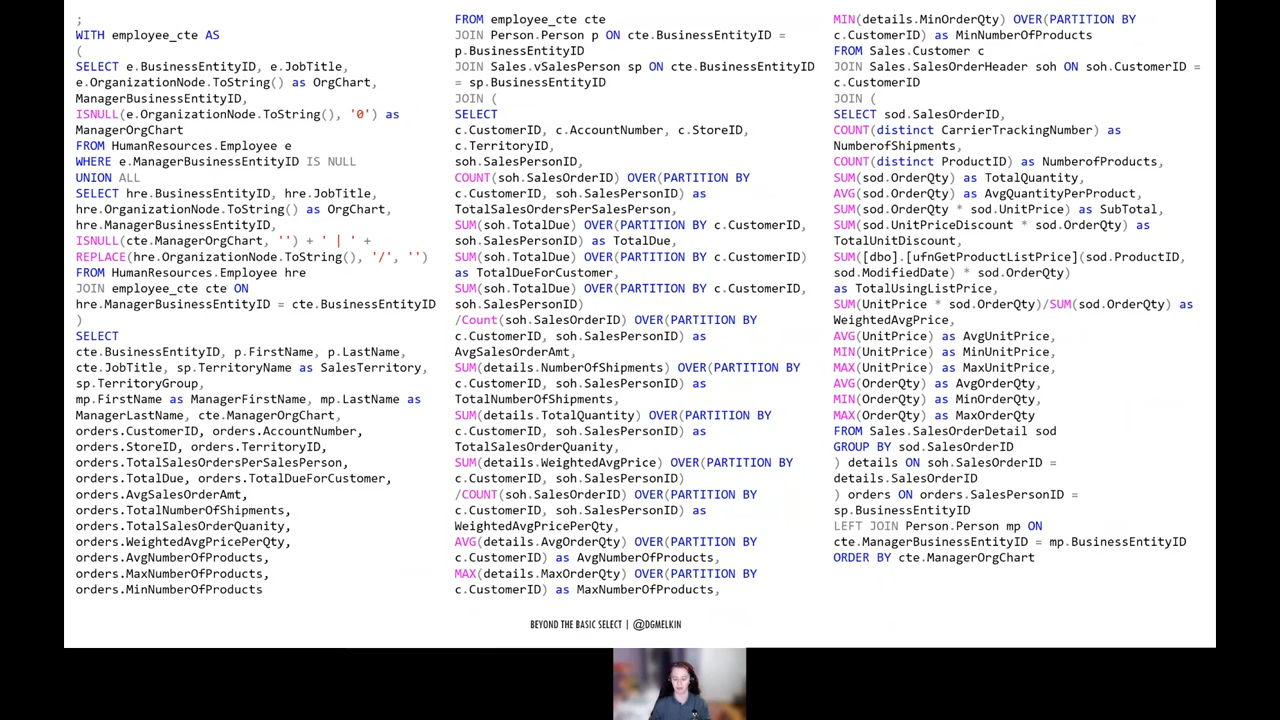 ;
WITH employee_cte AS
(
SELECT e.BusinessEntityID, e.JobTitle,
e.OrganizationNode.ToString() as OrgChart,
ManagerBusinessEntityID,
ISNULL(e.OrganizationNode.ToString(), '0') as
ManagerOrgChart
FROM HumanResources.Employee e
WHERE e.ManagerBusinessEntityID IS NULL
UNION ALL
SELECT hre.BusinessEntityID, hre.JobTitle,
hre.OrganizationNode.ToString() as OrgChart,
hre.ManagerBusinessEntityID,
ISNULL(cte.ManagerOrgChart, '') + ' | ' +
REPLACE(hre.OrganizationNode.ToString(), '/', '')
FROM HumanResources.Employee hre
JOIN employee_cte cte ON
hre.ManagerBusinessEntityID = cte.BusinessEntityID
)
SELECT
cte.BusinessEntityID, p.FirstName, p.LastName,
cte.JobTitle, sp.TerritoryName as SalesTerritory,
sp.TerritoryGroup,
mp.FirstName as ManagerFirstName, mp.LastName as
ManagerLastName, cte.ManagerOrgChart,
orders.CustomerID, orders.AccountNumber,
orders.StoreID, orders.TerritoryID,
orders.TotalSalesOrdersPerSalesPerson,
orders.TotalDue, orders.TotalDueForCustomer,
orders.AvgSalesOrderAmt,
orders.TotalNumberOfShipments,
orders.TotalSalesOrderQuanity,
orders.WeightedAvgPricePerQty,
orders.AvgNumberOfProducts,
orders.MaxNumberOfProducts,
orders.MinNumberOfProducts
FROM employee_cte cte
JOIN Person.Person p ON cte.BusinessEntityID =
p.BusinessEntityID
JOIN Sales.vSalesPerson sp ON cte.BusinessEntityID
= sp.BusinessEntityID
JOIN (
SELECT
c.CustomerID, c.AccountNumber, c.StoreID,
c.TerritoryID,
soh.SalesPersonID,
COUNT(soh.SalesOrderID) OVER(PARTITION BY
c.CustomerID, soh.SalesPersonID) as
TotalSalesOrdersPerSalesPerson,
SUM(soh.TotalDue) OVER(PARTITION BY c.CustomerID,
soh.SalesPersonID) as TotalDue,
SUM(soh.TotalDue) OVER(PARTITION BY c.CustomerID)
as TotalDueForCustomer,
SUM(soh.TotalDue) OVER(PARTITION BY c.CustomerID,
soh.SalesPersonID)
/Count(soh.SalesOrderID) OVER(PARTITION BY
c.CustomerID, soh.SalesPersonID) as
AvgSalesOrderAmt,
SUM(details.NumberOfShipments) OVER(PARTITION BY
c.CustomerID, soh.SalesPersonID) as
TotalNumberOfShipments,
SUM(details.TotalQuantity) OVER(PARTITION BY
c.CustomerID, soh.SalesPersonID) as
TotalSalesOrderQuanity,
SUM(details.WeightedAvgPrice) OVER(PARTITION BY
c.CustomerID, soh.SalesPersonID)
/COUNT(soh.SalesOrderID) OVER(PARTITION BY
c.CustomerID, soh.SalesPersonID) as
WeightedAvgPricePerQty,
AVG(details.AvgOrderQty) OVER(PARTITION BY
c.CustomerID) as AvgNumberOfProducts,
MAX(details.MaxOrderQty) OVER(PARTITION BY
c.CustomerID) as MaxNumberOfProducts,
MIN(details.MinOrderQty) OVER(PARTITION BY
c.CustomerID) as MinNumberOfProducts
FROM Sales.Customer c
JOIN Sales.SalesOrderHeader soh ON soh.CustomerID =
c.CustomerID
JOIN (
SELECT sod.SalesOrderID,
COUNT(distinct CarrierTrackingNumber) as
NumberofShipments,
COUNT(distinct ProductID) as NumberofProducts,
SUM(sod.OrderQty) as TotalQuantity,
AVG(sod.OrderQty) as AvgQuantityPerProduct,
SUM(sod.OrderQty * sod.UnitPrice) as SubTotal,
SUM(sod.UnitPriceDiscount * sod.OrderQty) as
TotalUnitDiscount,
SUM([dbo].[ufnGetProductListPrice](sod.ProductID,
sod.ModifiedDate) * sod.OrderQty)
as TotalUsingListPrice,
SUM(UnitPrice * sod.OrderQty)/SUM(sod.OrderQty) as
WeightedAvgPrice,
AVG(UnitPrice) as AvgUnitPrice,
MIN(UnitPrice) as MinUnitPrice,
MAX(UnitPrice) as MaxUnitPrice,
AVG(OrderQty) as AvgOrderQty,
MIN(OrderQty) as MinOrderQty,
MAX(OrderQty) as MaxOrderQty
FROM Sales.SalesOrderDetail sod
GROUP BY sod.SalesOrderID
) details ON soh.SalesOrderID =
details.SalesOrderID
) orders ON orders.SalesPersonID =
sp.BusinessEntityID
LEFT JOIN Person.Person mp ON
cte.ManagerBusinessEntityID = mp.BusinessEntityID
ORDER BY cte.ManagerOrgChart
BEYOND THE BASIC SELECT | @DGMELKIN